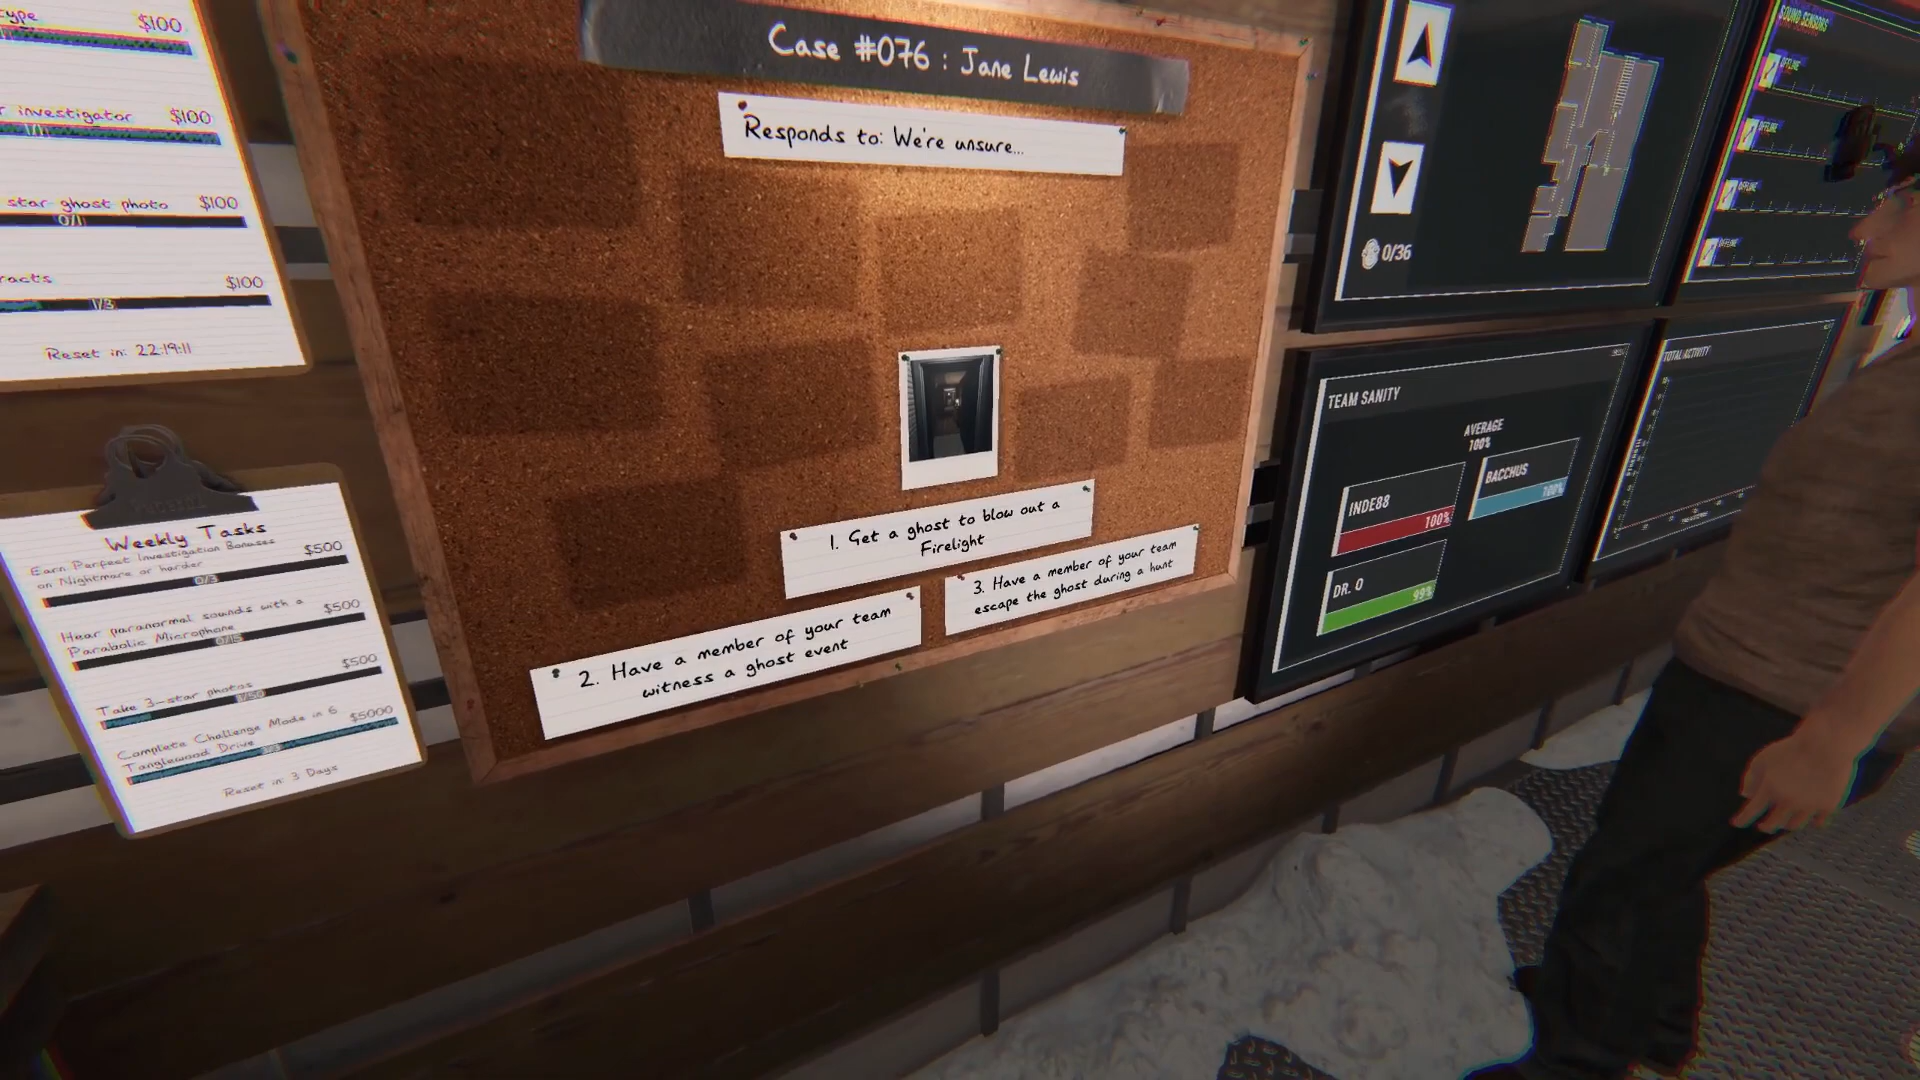 type $100
r investigator $100
1/1
star ghost photo $100
0/1
racts $100
1/3
Reset in: 22:19:11
Weekly Tasks
Earn Perfect Investigation Bonuses $500
on Nightmare or harder
0/3
Hear paranormal sounds with a $500
Parabolic Microphone
0/15
$500
Take 3-star photos
Complete Challenge Mode in 6 $5000
Tanglewood Drive
Reset in: 3 Days
Case #076 : Jane Lewis
Responds to: We're unsure...
1. Get a ghost to blow out a
Firelight
2. Have a member of your team
witness a ghost event
3. Have a member of your team
escape the ghost during a hunt
0/36
SOUND SENSORS
OFFLINE
OFFLINE
OFFLINE
OFFLINE
TEAM SANITY
AVERAGE
100%
INDE88
100%
BACCHUS
100%
DR. O
99%
TOTAL ACTIVITY